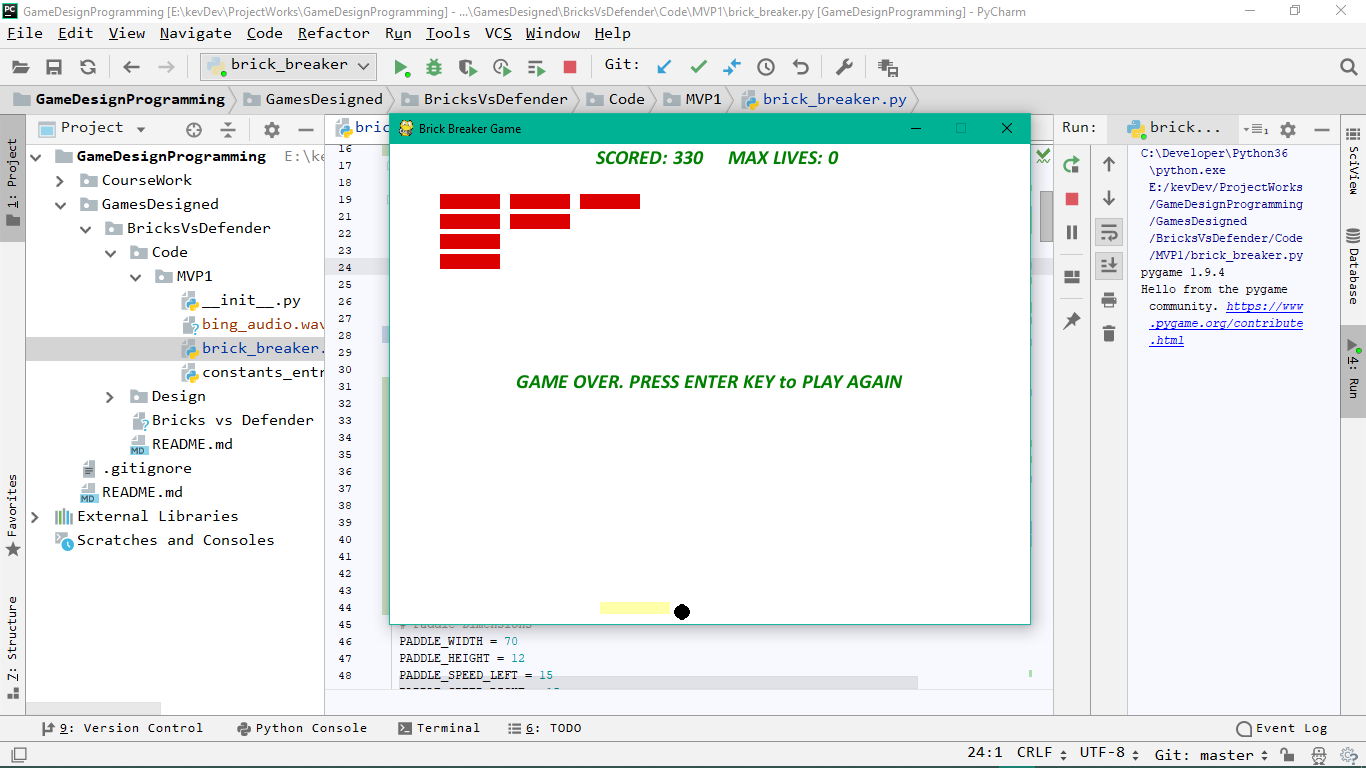 GameDesignProgramming [E:\kevDev\ProjectWorks\GameDesignProgramming] - ...\GamesDesigned\BricksVsDefender\Code\MVP1\brick_breaker.py [GameDesignProgramming] - PyCharm
File Edit View Navigate Code Refactor Run Tools VCS Window Help
brick_breaker Git:
GameDesignProgramming GamesDesigned BricksVsDefender Code MVP1 brick_breaker.py
1: Project
Favorites
Z: Structure
Project
GameDesignProgramming E:\ke
CourseWork
GamesDesigned
BricksVsDefender
Code
MVP1
__init__.py
bing_audio.wav
brick_breaker.
constants_entr
Design
Bricks vs Defender
README.md
.gitignore
README.md
External Libraries
Scratches and Consoles
bric
16
17
18
19
21
22
23
24
25
26
27
28
29
30
31
32
33
34
35
36
37
38
39
40
41
42
43
44
45 # Paddle Dimensions
46 PADDLE_WIDTH = 70
47 PADDLE_HEIGHT = 12
48 PADDLE_SPEED_LEFT = 15
Brick Breaker Game
SCORED: 330 MAX LIVES: 0
GAME OVER. PRESS ENTER KEY to PLAY AGAIN
Run: brick...
C:\Developer\Python36
\python.exe
E:/kevDev/ProjectWorks
/GameDesignProgramming
/GamesDesigned
/BricksVsDefender/Code
/MVP1/brick_breaker.py
pygame 1.9.4
Hello from the pygame
community. https://www
.pygame.org/contribute
.html
SciView
Database
4: Run
9: Version Control Python Console Terminal 6: TODO Event Log
24:1 CRLF UTF-8 Git: master